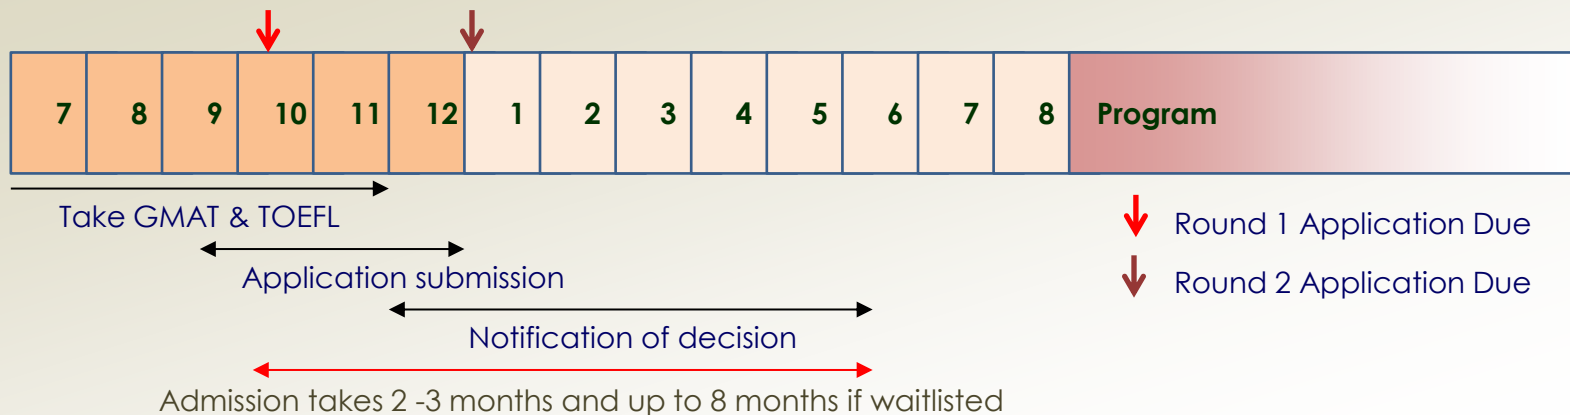 7 8 9 10 11 12 1 2 3 4 5 6 7 8 Program
Take GMAT & TOEFL
Round 1 Application Due
Application submission
Round 2 Application Due
Notification of decision
Admission takes 2 -3 months and up to 8 months if waitlisted